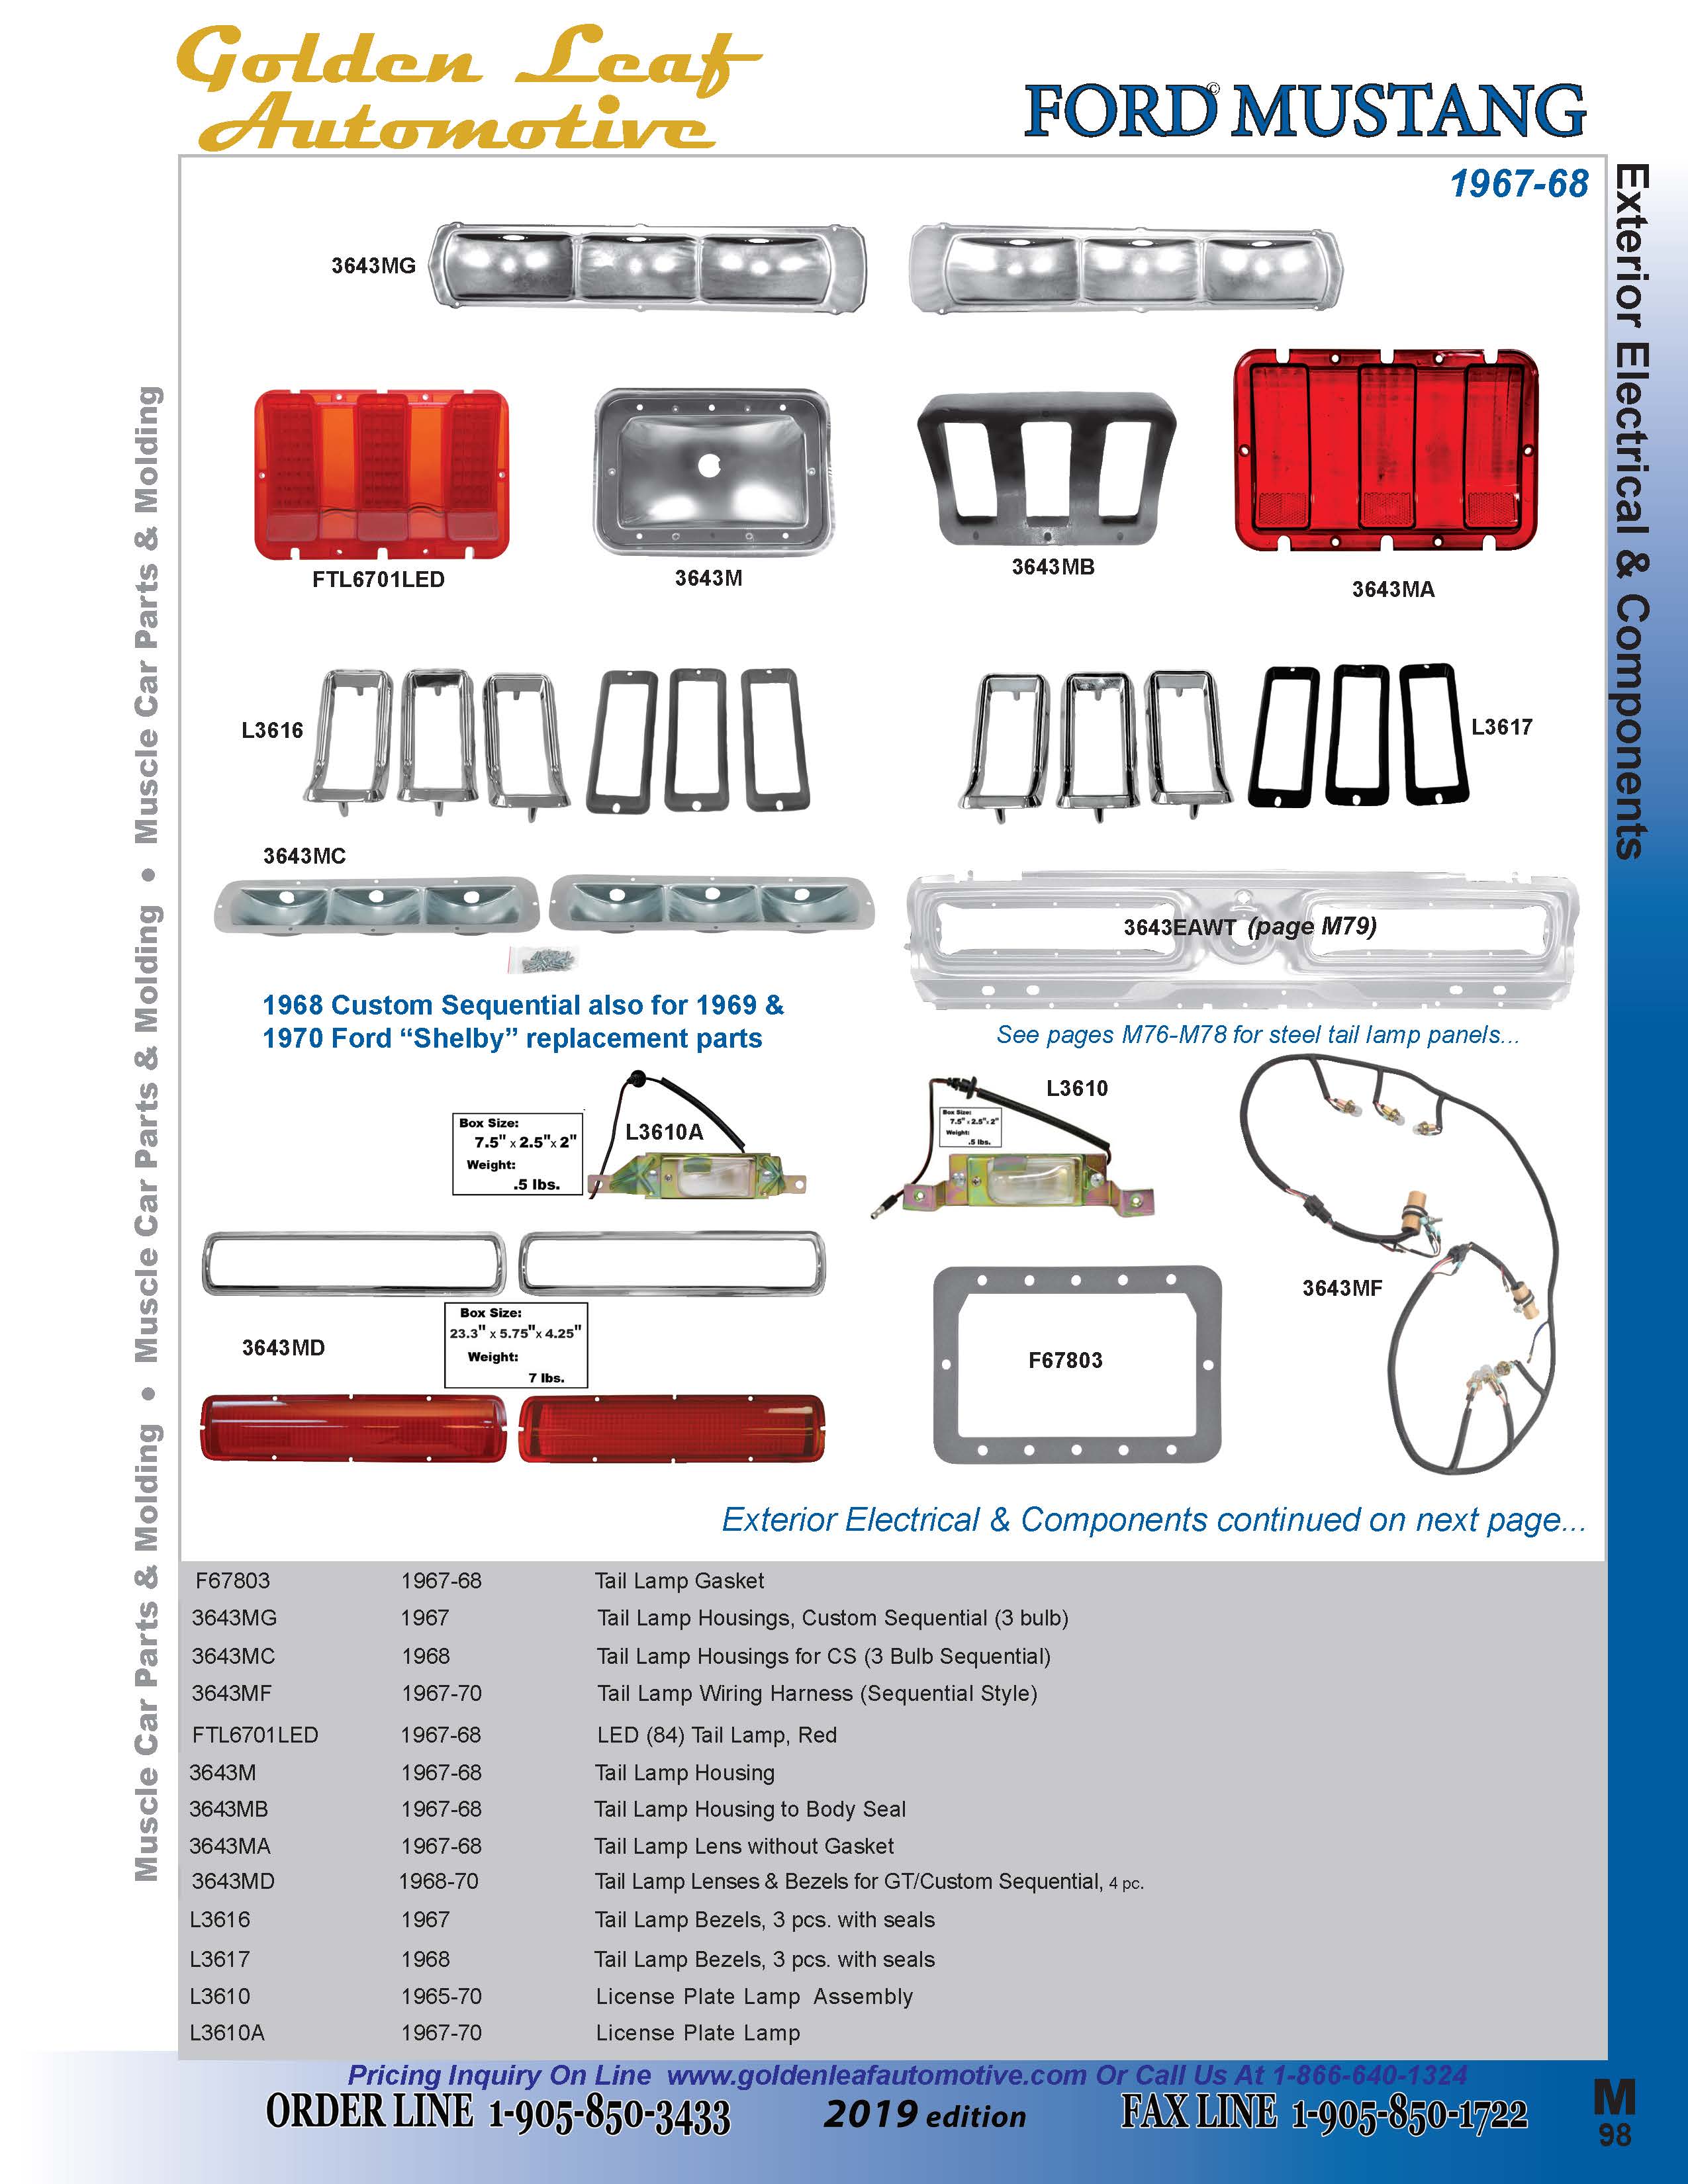 Golden Leaf
Automotive
FORD© MUSTANG
1967-68
Exterior Electrical & Components
Muscle Car Parts & Molding • Muscle Car Parts & Molding • Muscle Car Parts & Molding
3643MG
FTL6701LED
3643M
3643MB
3643MA
L3616
L3617
3643MC
3643EAWT (page M79)
1968 Custom Sequential also for 1969 &
1970 Ford “Shelby” replacement parts
See pages M76-M78 for steel tail lamp panels...
Box Size:
7.5" x 2.5"x 2"
Weight:
.5 lbs.
L3610A
Box Size:
7.5" x 2.5"x 2"
Weight:
.5 lbs.
L3610
3643MF
Box Size:
23.3" x 5.75"x 4.25"
Weight:
7 lbs.
3643MD
F67803
Exterior Electrical & Components continued on next page...
F67803 1967-68 Tail Lamp Gasket
3643MG 1967 Tail Lamp Housings, Custom Sequential (3 bulb)
3643MC 1968 Tail Lamp Housings for CS (3 Bulb Sequential)
3643MF 1967-70 Tail Lamp Wiring Harness (Sequential Style)
FTL6701LED 1967-68 LED (84) Tail Lamp, Red
3643M 1967-68 Tail Lamp Housing
3643MB 1967-68 Tail Lamp Housing to Body Seal
3643MA 1967-68 Tail Lamp Lens without Gasket
3643MD 1968-70 Tail Lamp Lenses & Bezels for GT/Custom Sequential, 4 pc.
L3616 1967 Tail Lamp Bezels, 3 pcs. with seals
L3617 1968 Tail Lamp Bezels, 3 pcs. with seals
L3610 1965-70 License Plate Lamp Assembly
L3610A 1967-70 License Plate Lamp
Pricing Inquiry On Line www.goldenleafautomotive.com Or Call Us At 1-866-640-1324
ORDER LINE 1-905-850-3433
2019 edition
FAX LINE 1-905-850-1722
M
98